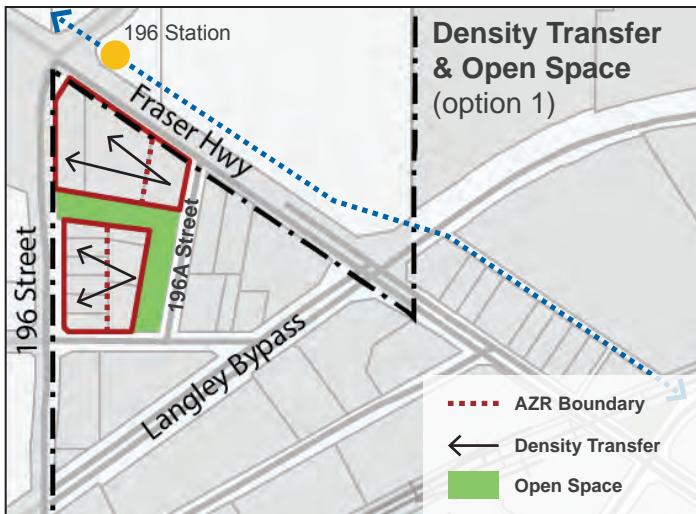 196 Station
Density Transfer
& Open Space
(option 1)
Fraser Hwy
196A Street
196 Street
Langley Bypass
AZR Boundary
Density Transfer
Open Space